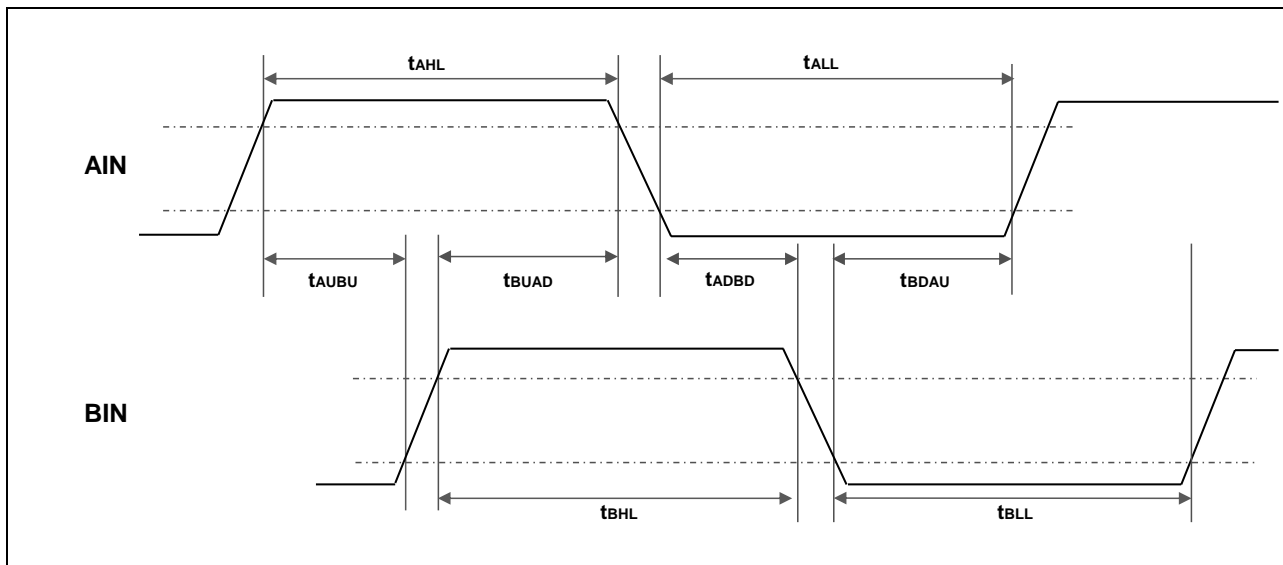 tAHL
tALL
AIN
tAUBU
tBUAD
tADBD
tBDAU
BIN
tBHL
tBLL